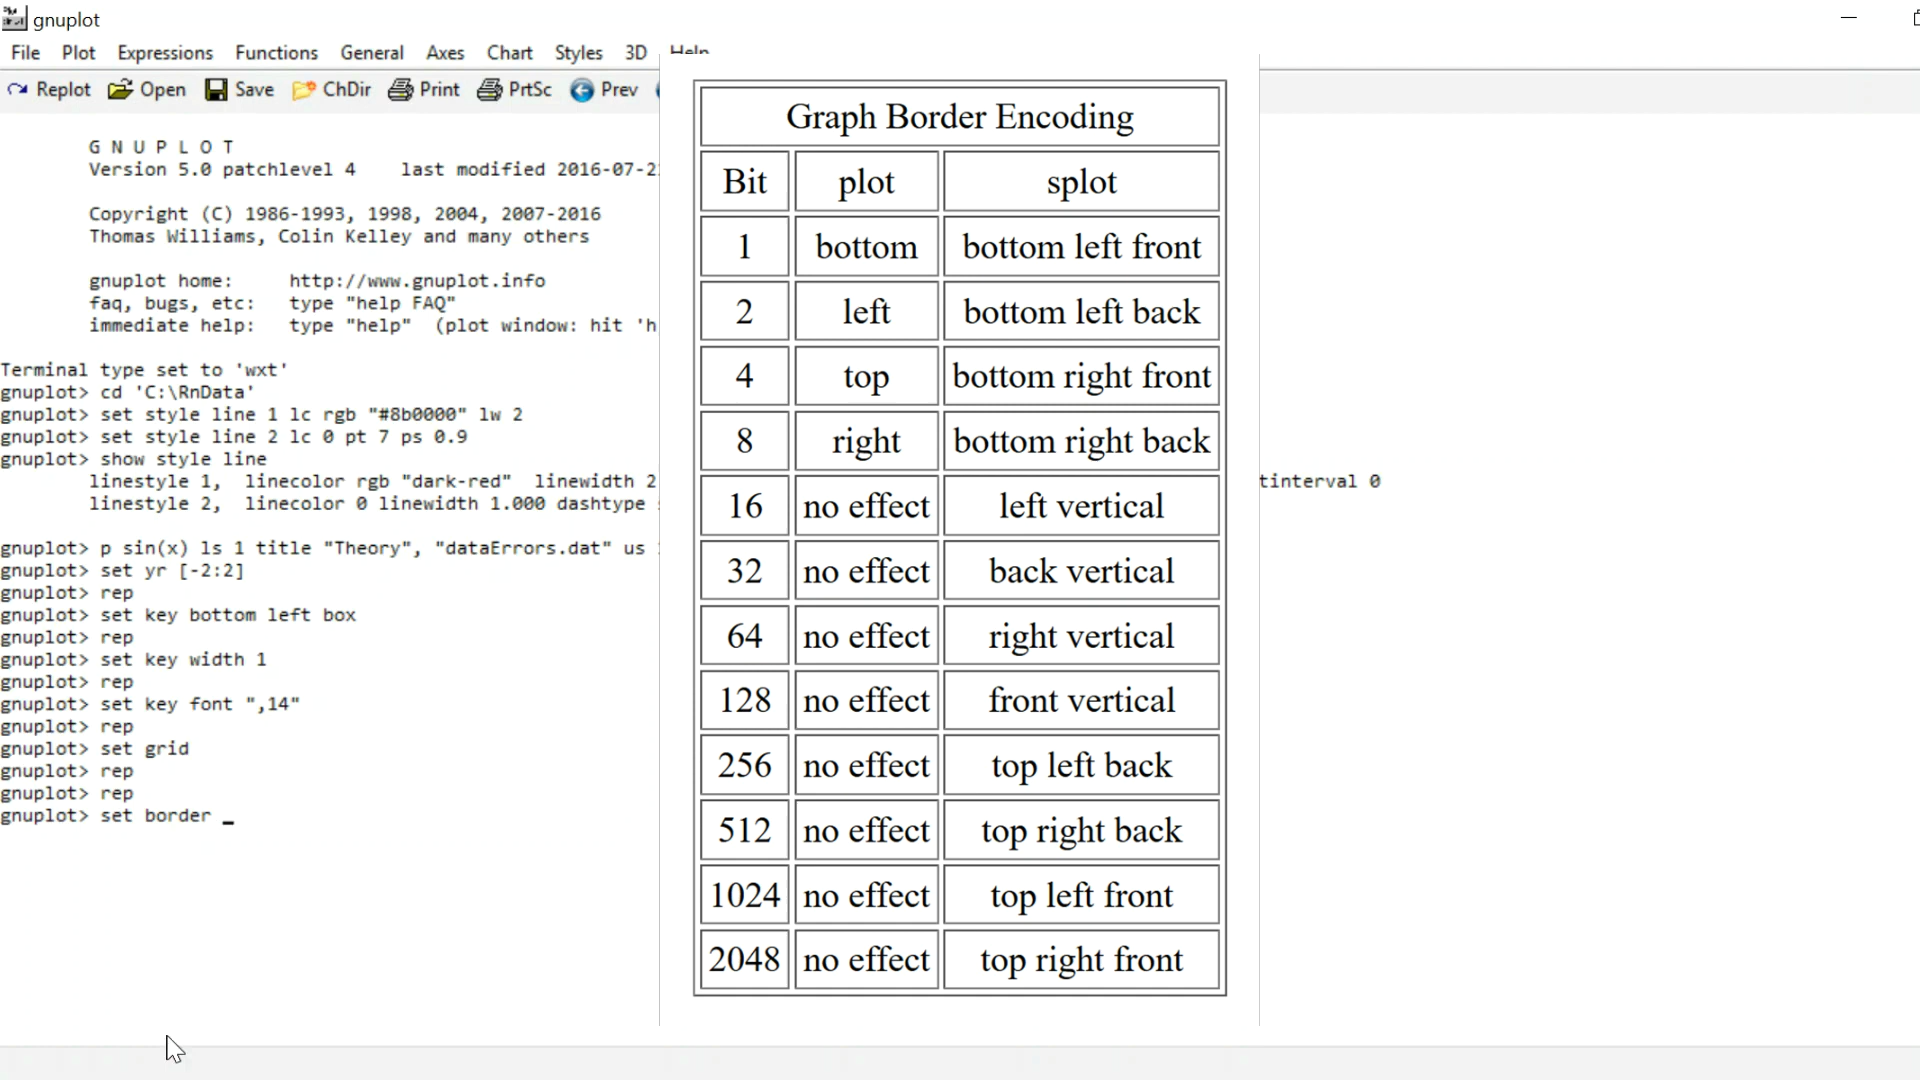 gnuplot
File Plot Expressions Functions General Axes Chart Styles 3D Help
Replot Open Save ChDir Print PrtSc Prev
G N U P L O T
Version 5.0 patchlevel 4 last modified 2016-07-2
Copyright (C) 1986-1993, 1998, 2004, 2007-2016
Thomas Williams, Colin Kelley and many others
gnuplot home: http://www.gnuplot.info
faq, bugs, etc: type "help FAQ"
immediate help: type "help" (plot window: hit 'h
Terminal type set to 'wxt'
gnuplot> cd 'C:\RnData'
gnuplot> set style line 1 lc rgb "#8b0000" lw 2
gnuplot> set style line 2 lc 0 pt 7 ps 0.9
gnuplot> show style line
linestyle 1, linecolor rgb "dark-red" linewidth 2 tinterval 0
linestyle 2, linecolor 0 linewidth 1.000 dashtype
gnuplot> p sin(x) ls 1 title "Theory", "dataErrors.dat" us
gnuplot> set yr [-2:2]
gnuplot> rep
gnuplot> set key bottom left box
gnuplot> rep
gnuplot> set key width 1
gnuplot> rep
gnuplot> set key font ",14"
gnuplot> rep
gnuplot> set grid
gnuplot> rep
gnuplot> rep
gnuplot> set border _
Graph Border Encoding
Bit plot splot
1 bottom bottom left front
2 left bottom left back
4 top bottom right front
8 right bottom right back
16 no effect left vertical
32 no effect back vertical
64 no effect right vertical
128 no effect front vertical
256 no effect top left back
512 no effect top right back
1024 no effect top left front
2048 no effect top right front